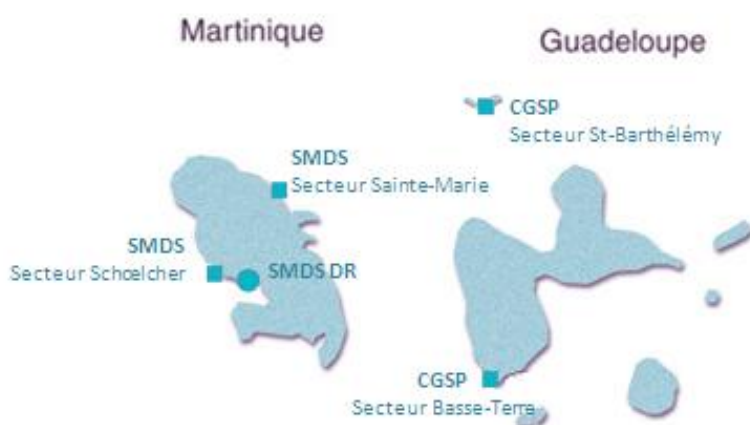 Martinique
Guadeloupe
CGSP
Secteur St-Barthélémy
SMDS
Secteur Sainte-Marie
SMDS
Secteur Schœlcher
SMDS DR
CGSP
Secteur Basse-Terre